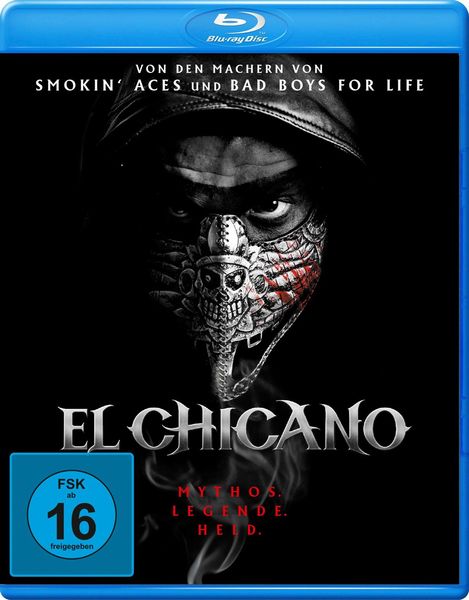 Blu-ray Disc
VON DEN MACHERN VON
SMOKIN' ACES UND BAD BOYS FOR LIFE
EL CHICANO
MYTHOS.
LEGENDE.
HELD.
FSK
ab
16
freigegeben